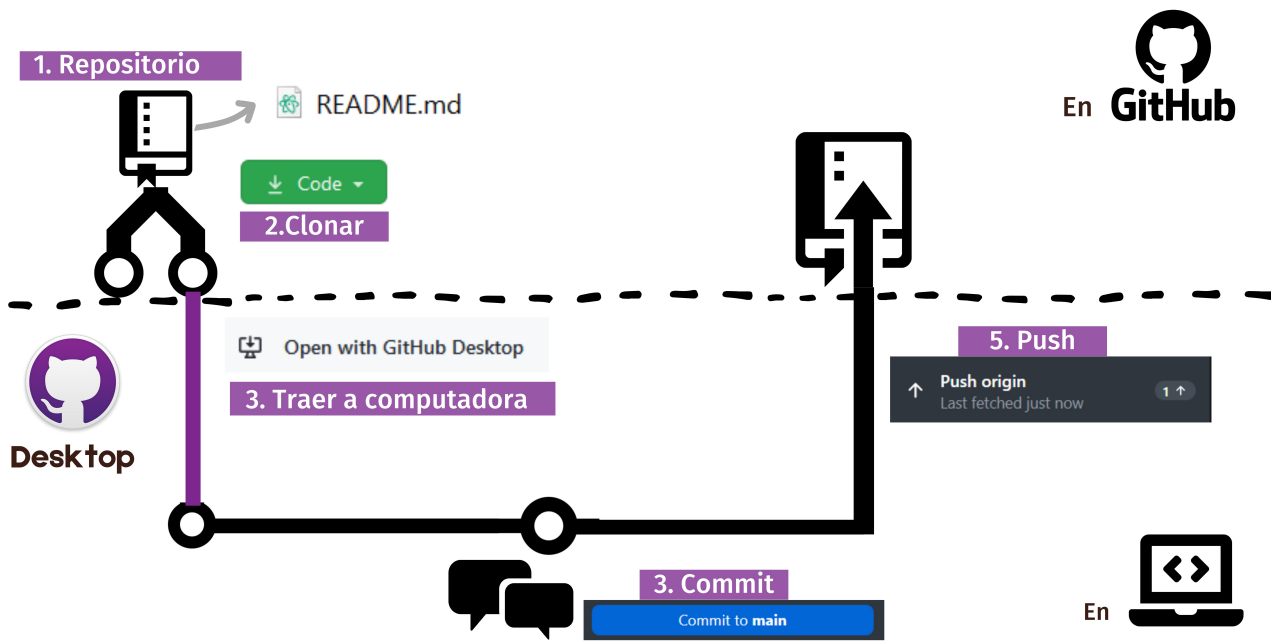 1. Repositorio
README.md
Code
2.Clonar
En GitHub
Open with GitHub Desktop
3. Traer a computadora
Desktop
5. Push
Push origin
Last fetched just now
1
3. Commit
Commit to main
En